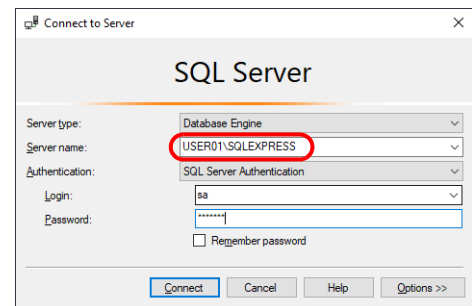 Connect to Server
SQL Server
Server type: Database Engine
Server name: USER01\SQLEXPRESS
Authentication: SQL Server Authentication
Login: sa
Password: *******
Remember password
Connect Cancel Help Options >>